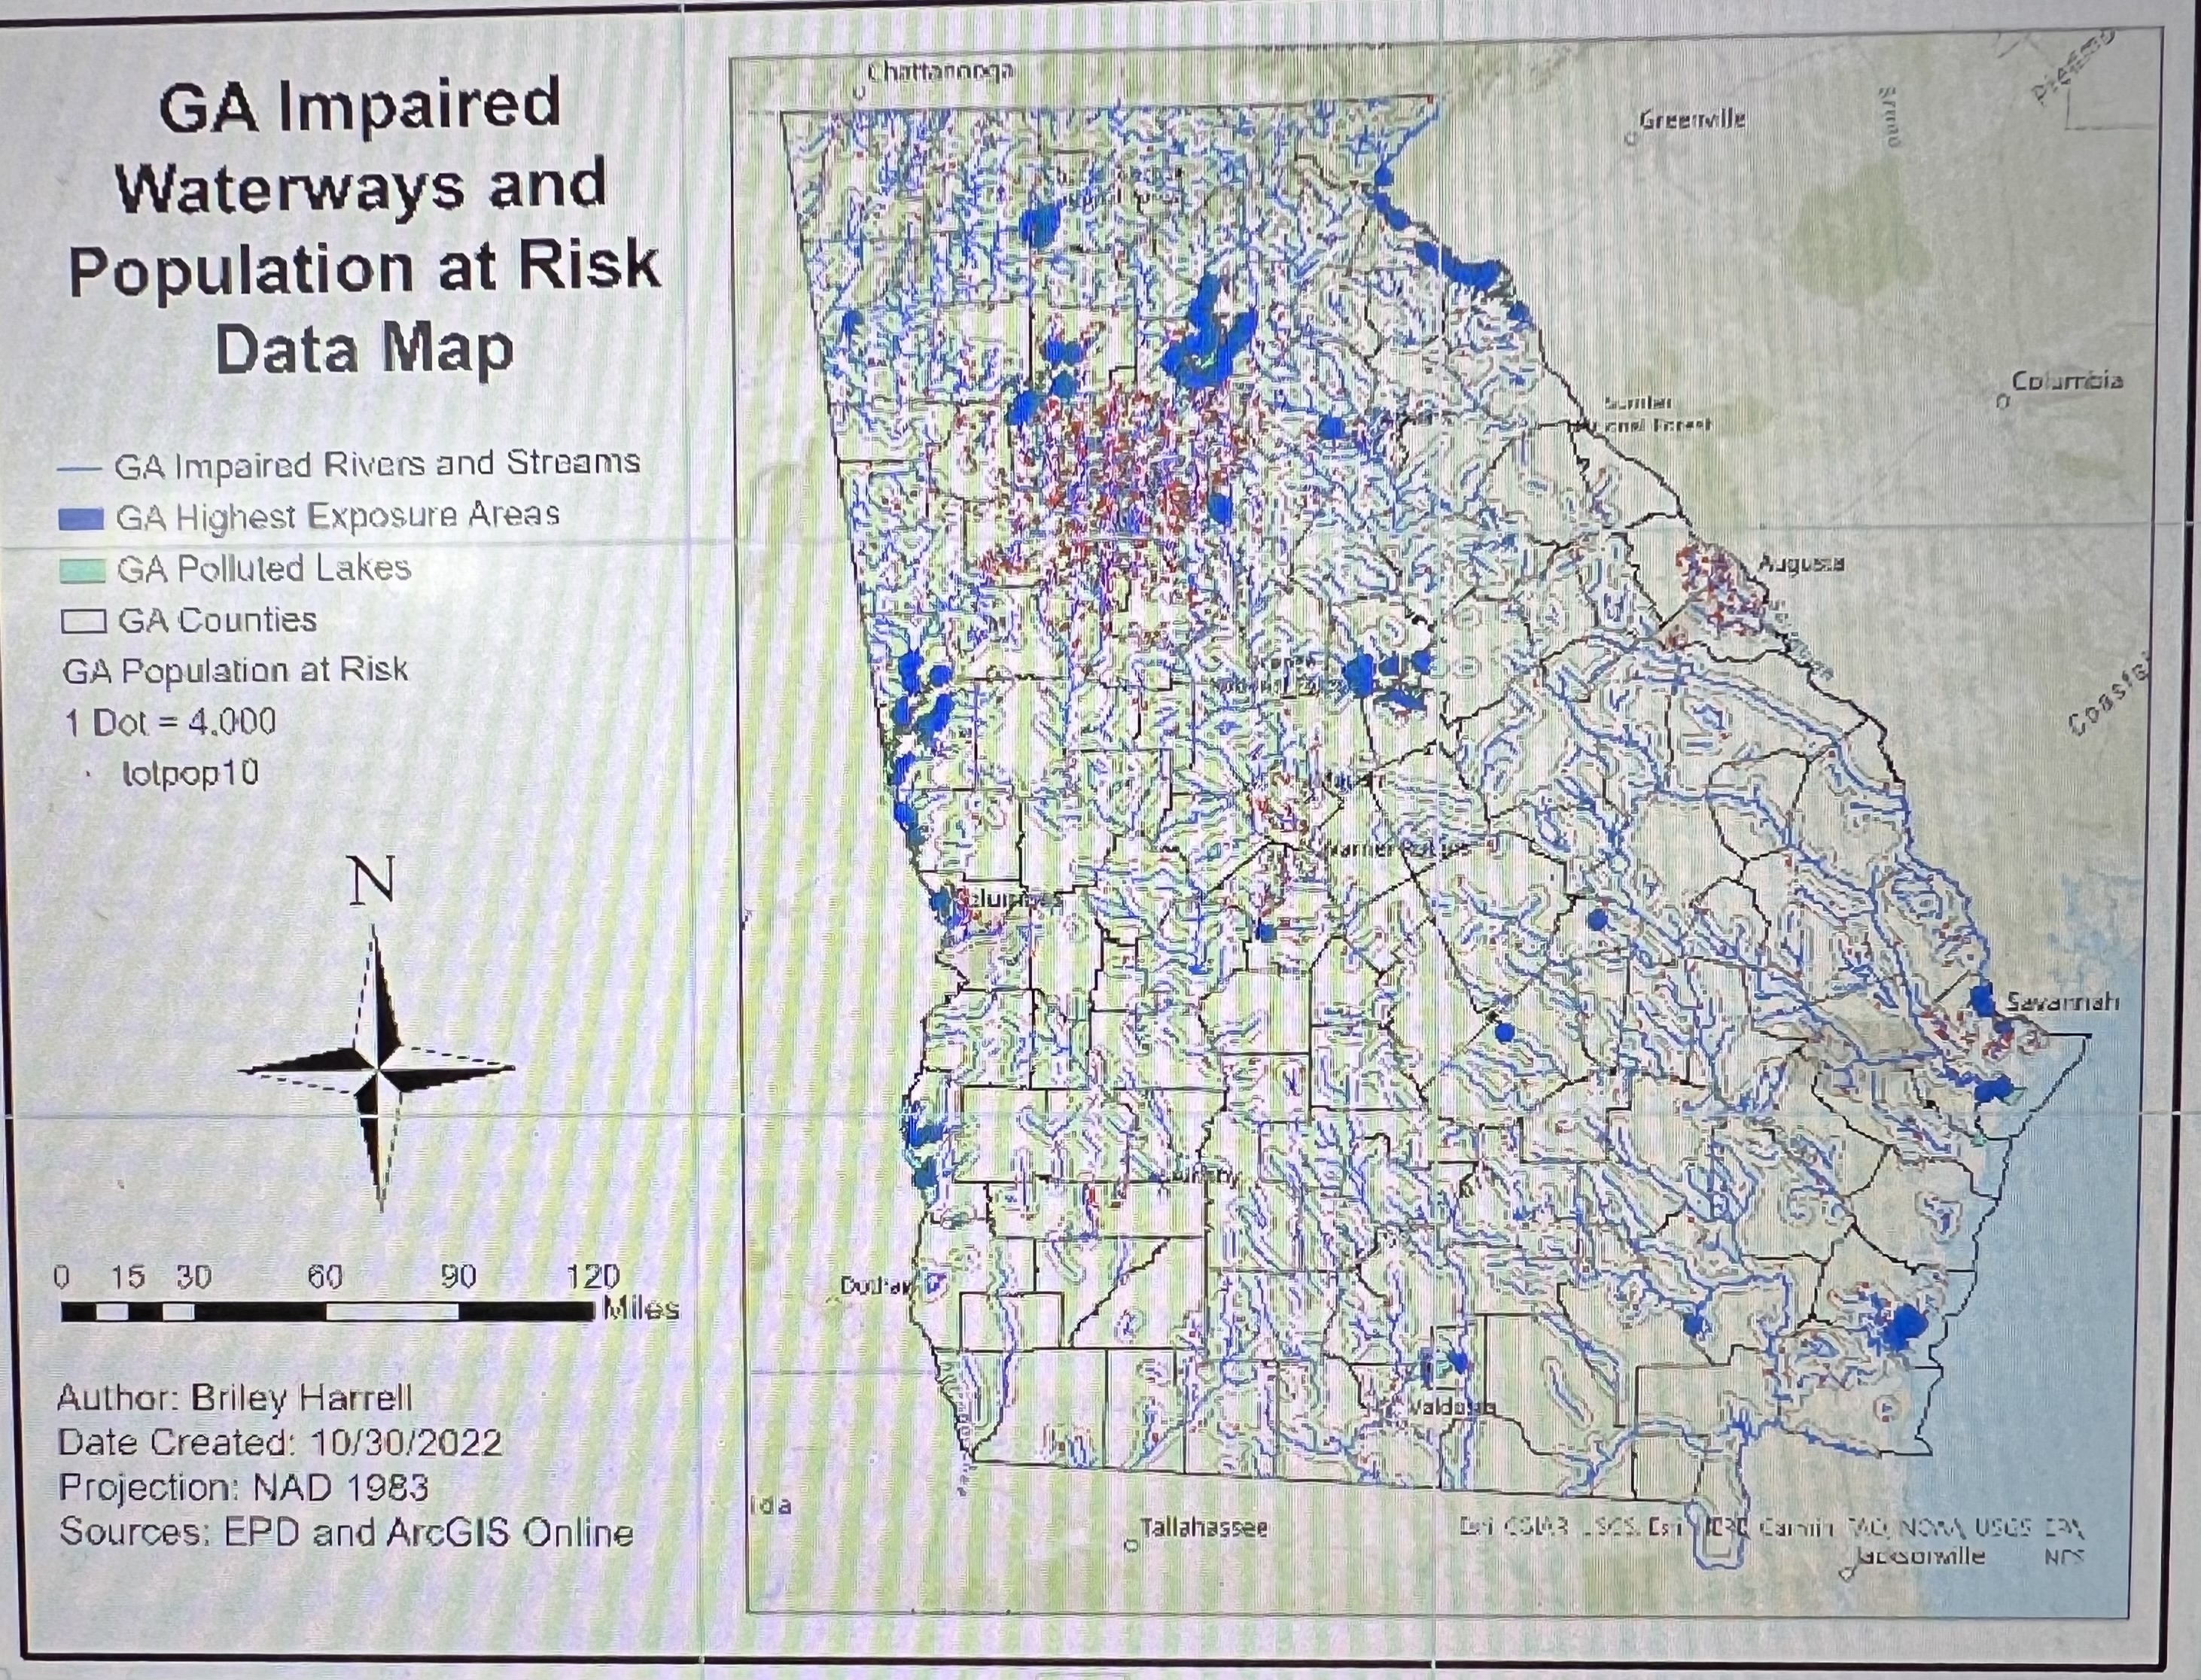 GA Impaired
Waterways and
Population at Risk
Data Map
GA Impaired Rivers and Streams
GA Highest Exposure Areas
GA Polluted Lakes
GA Counties
GA Population at Risk
1 Dot = 4,000
totpop10
N
0 15 30 60 90 120
Miles
Author: Briley Harrell
Date Created: 10/30/2022
Projection: NAD 1983
Sources: EPD and ArcGIS Online
Chattanooga
Greenville
Broad
Columbia
Augusta
Warner Robins
Columbus
Savannah
Dothan
Valdosta
ida
Tallahassee
Esri, CGIAR, USGS, Esri, HERE, Garmin, FAO, NOAA, USGS, EPA,
Jacksonville
NPS